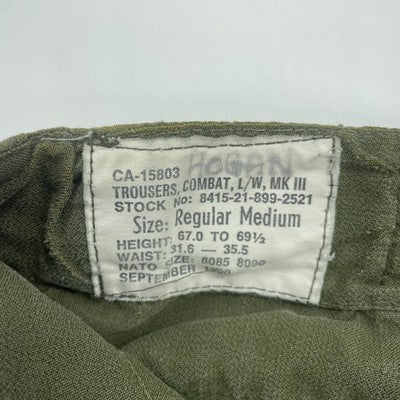 HOGAN
CA-15803
TROUSERS, COMBAT, L/W, MK III
STOCK No: 8415-21-899-2521
Size: Regular Medium
HEIGHT: 67.0 TO 69½
WAIST: 31.6 — 35.5
NATO SIZE: 8085
SEPTEMBER